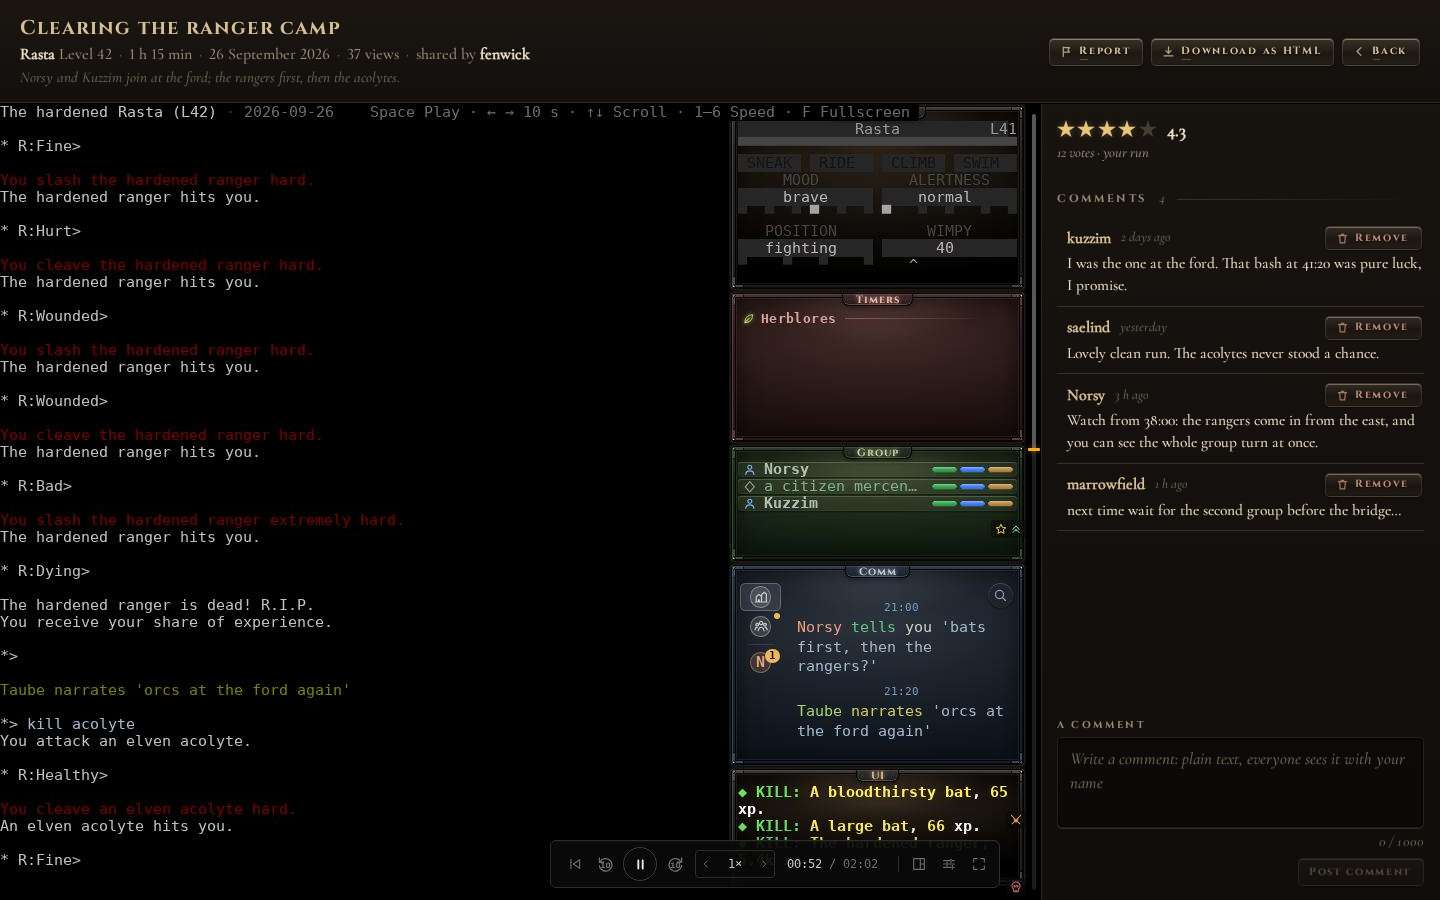 Clearing the ranger camp
Rasta Level 42 · 1 h 15 min · 26 September 2026 · 37 views · shared by fenwick
Norsy and Kuzzim join at the ford; the rangers first, then the acolytes.
Report
Download as HTML
Back
The hardened Rasta (L42) · 2026-09-26 Space Play · ← → 10 s · ↑↓ Scroll · 1–6 Speed · F Fullscreen
* R:Fine>
You slash the hardened ranger hard.
The hardened ranger hits you.
* R:Hurt>
You cleave the hardened ranger hard.
The hardened ranger hits you.
* R:Wounded>
You slash the hardened ranger hard.
The hardened ranger hits you.
* R:Wounded>
You cleave the hardened ranger hard.
The hardened ranger hits you.
* R:Bad>
You slash the hardened ranger extremely hard.
The hardened ranger hits you.
* R:Dying>
The hardened ranger is dead! R.I.P.
You receive your share of experience.
*>
Taube narrates 'orcs at the ford again'
*> kill acolyte
You attack an elven acolyte.
* R:Healthy>
You cleave an elven acolyte hard.
An elven acolyte hits you.
* R:Fine>
Rasta L41
SNEAK RIDE CLIMB SWIM
MOOD ALERTNESS
brave normal
POSITION WIMPY
fighting 40
Timers
Herblores
Group
Norsy
a citizen mercen…
Kuzzim
Comm
21:00
Norsy tells you 'bats
first, then the
rangers?'
N 1
21:20
Taube narrates 'orcs at
the ford again'
UI
◆ KILL: A bloodthirsty bat, 65
xp.
◆ KILL: A large bat, 66 xp.
◆ KILL: The hardened ranger,
10
10
1×
00:52 / 02:02
★★★★★ 4.3
12 votes · your run
Comments 4
kuzzim 2 days ago
Remove
I was the one at the ford. That bash at 41:20 was pure luck,
I promise.
saelind yesterday
Remove
Lovely clean run. The acolytes never stood a chance.
Norsy 3 h ago
Remove
Watch from 38:00: the rangers come in from the east, and
you can see the whole group turn at once.
marrowfield 1 h ago
Remove
next time wait for the second group before the bridge…
A comment
Write a comment: plain text, everyone sees it with your
name
0 / 1000
Post comment